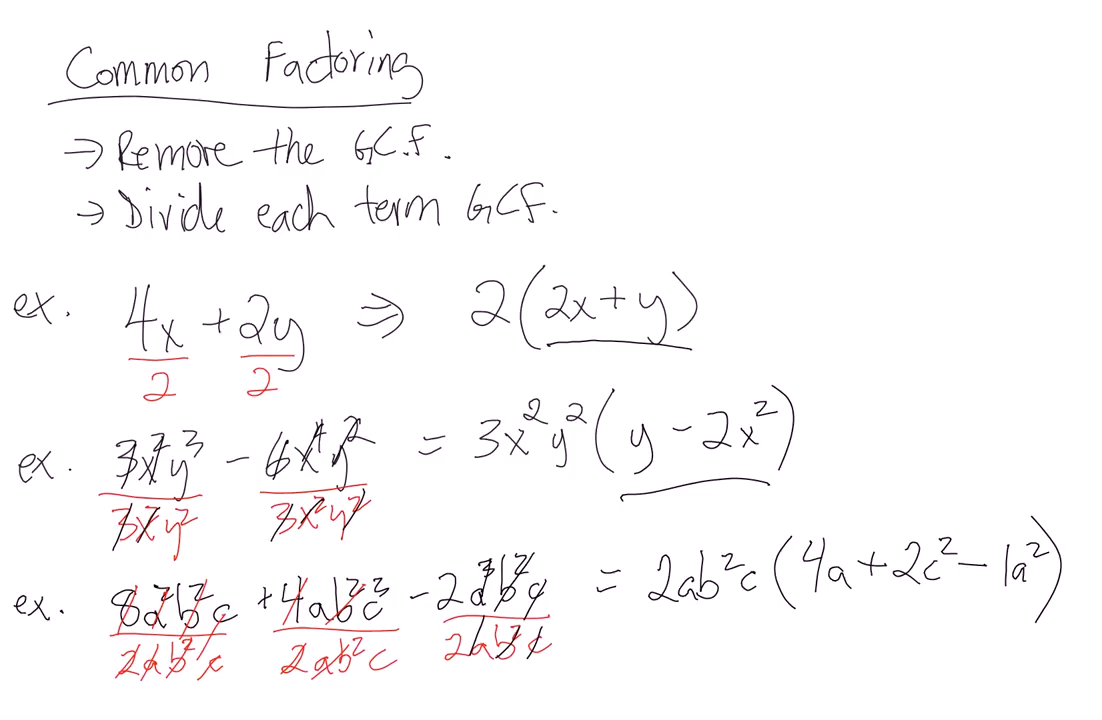 Common Factoring
→ Remove the GCF.
→ Divide each term GCF.
ex. 4x/2 + 2y/2 ⇒ 2(2x+y)
ex. 3x²y³/3x²y² - 6x⁴y²/3x²y² = 3x²y²(y - 2x²)
ex. 8a²b²c/2ab²c + 4ab²c³/2ab²c - 2a³b²c/2ab²c = 2ab²c(4a+2c²-1a²)